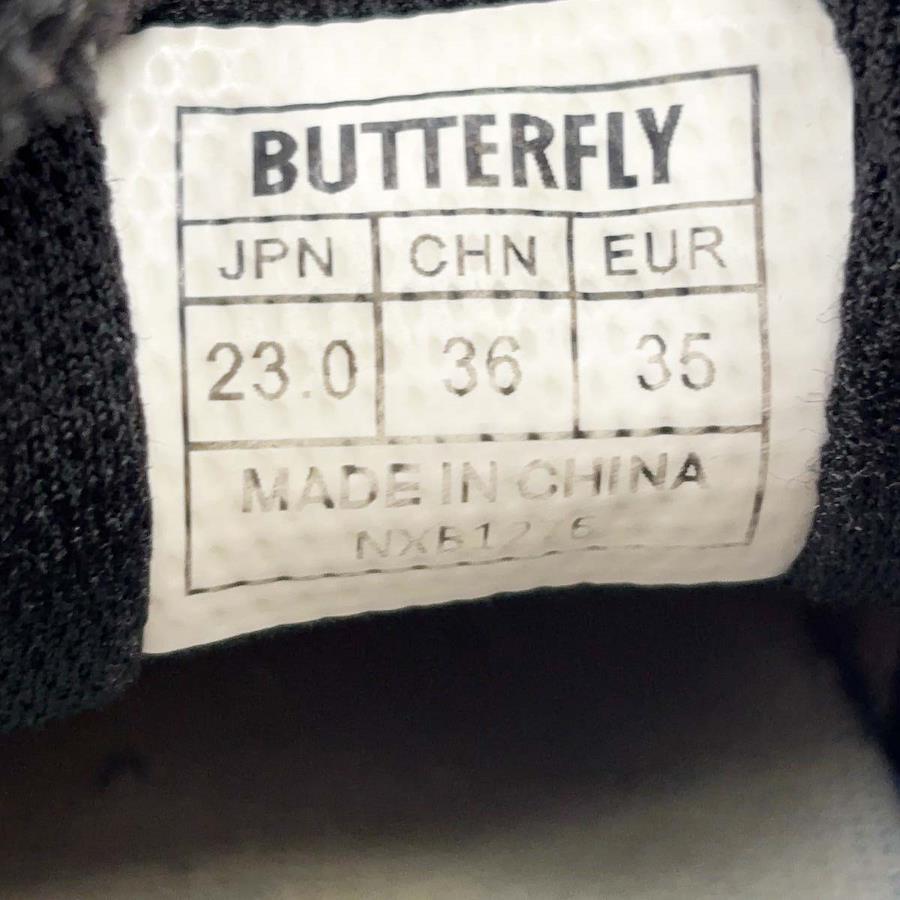 BUTTERFLY
JPN CHN EUR
23.0 36 35
MADE IN CHINA